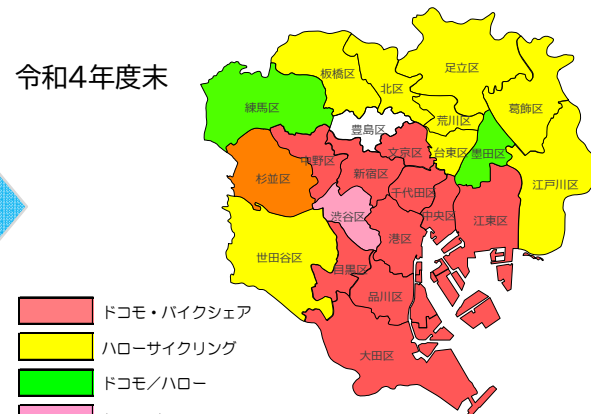 令和4年度末
足立区
板橋区
北区
葛飾区
練馬区
荒川区
豊島区
文京区
台東区
墨田区
中野区
杉並区
新宿区
江戸川区
千代田区
渋谷区
中央区
江東区
港区
世田谷区
目黒区
品川区
ドコモ・バイクシェア
ハローサイクリング
大田区
ドコモ/ハロー